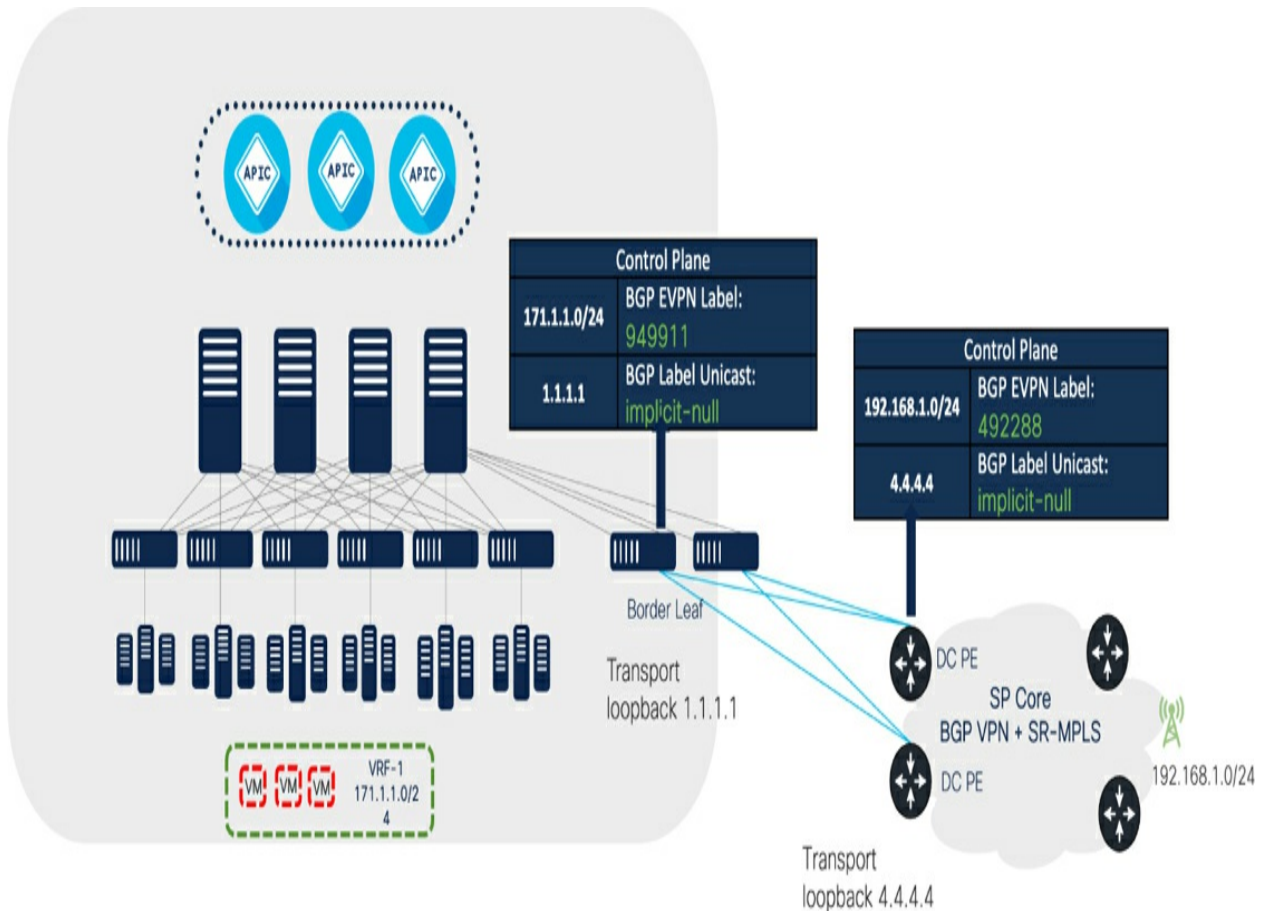 APIC
APIC
APIC
Control Plane
171.1.1.0/24
BGP EVPN Label:
949911
1.1.1.1
BGP Label Unicast:
implicit-null
Control Plane
192.168.1.0/24
BGP EVPN Label:
492288
4.4.4.4
BGP Label Unicast:
implicit-null
Border Leaf
Transport
loopback 1.1.1.1
DC PE
SP Core
BGP VPN + SR-MPLS
DC PE
192.168.1.0/24
VM
VM
VM
VRF-1
171.1.1.0/2
4
Transport
loopback 4.4.4.4